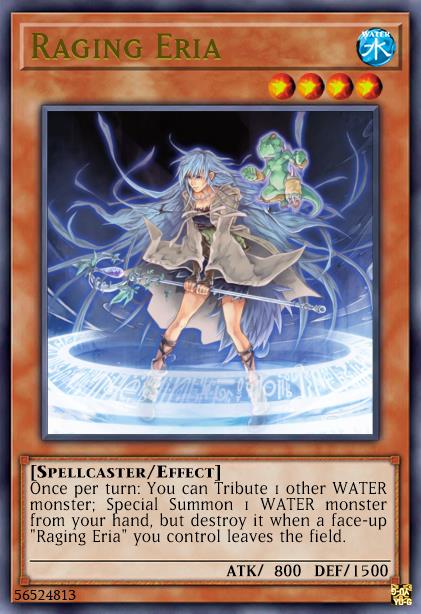 Raging Eria
WATER
水
[Spellcaster/Effect]
Once per turn: You can Tribute 1 other WATER
monster; Special Summon 1 WATER monster
from your hand, but destroy it when a face-up
"Raging Eria" you control leaves the field.
ATK/ 800 DEF/1500
56524813